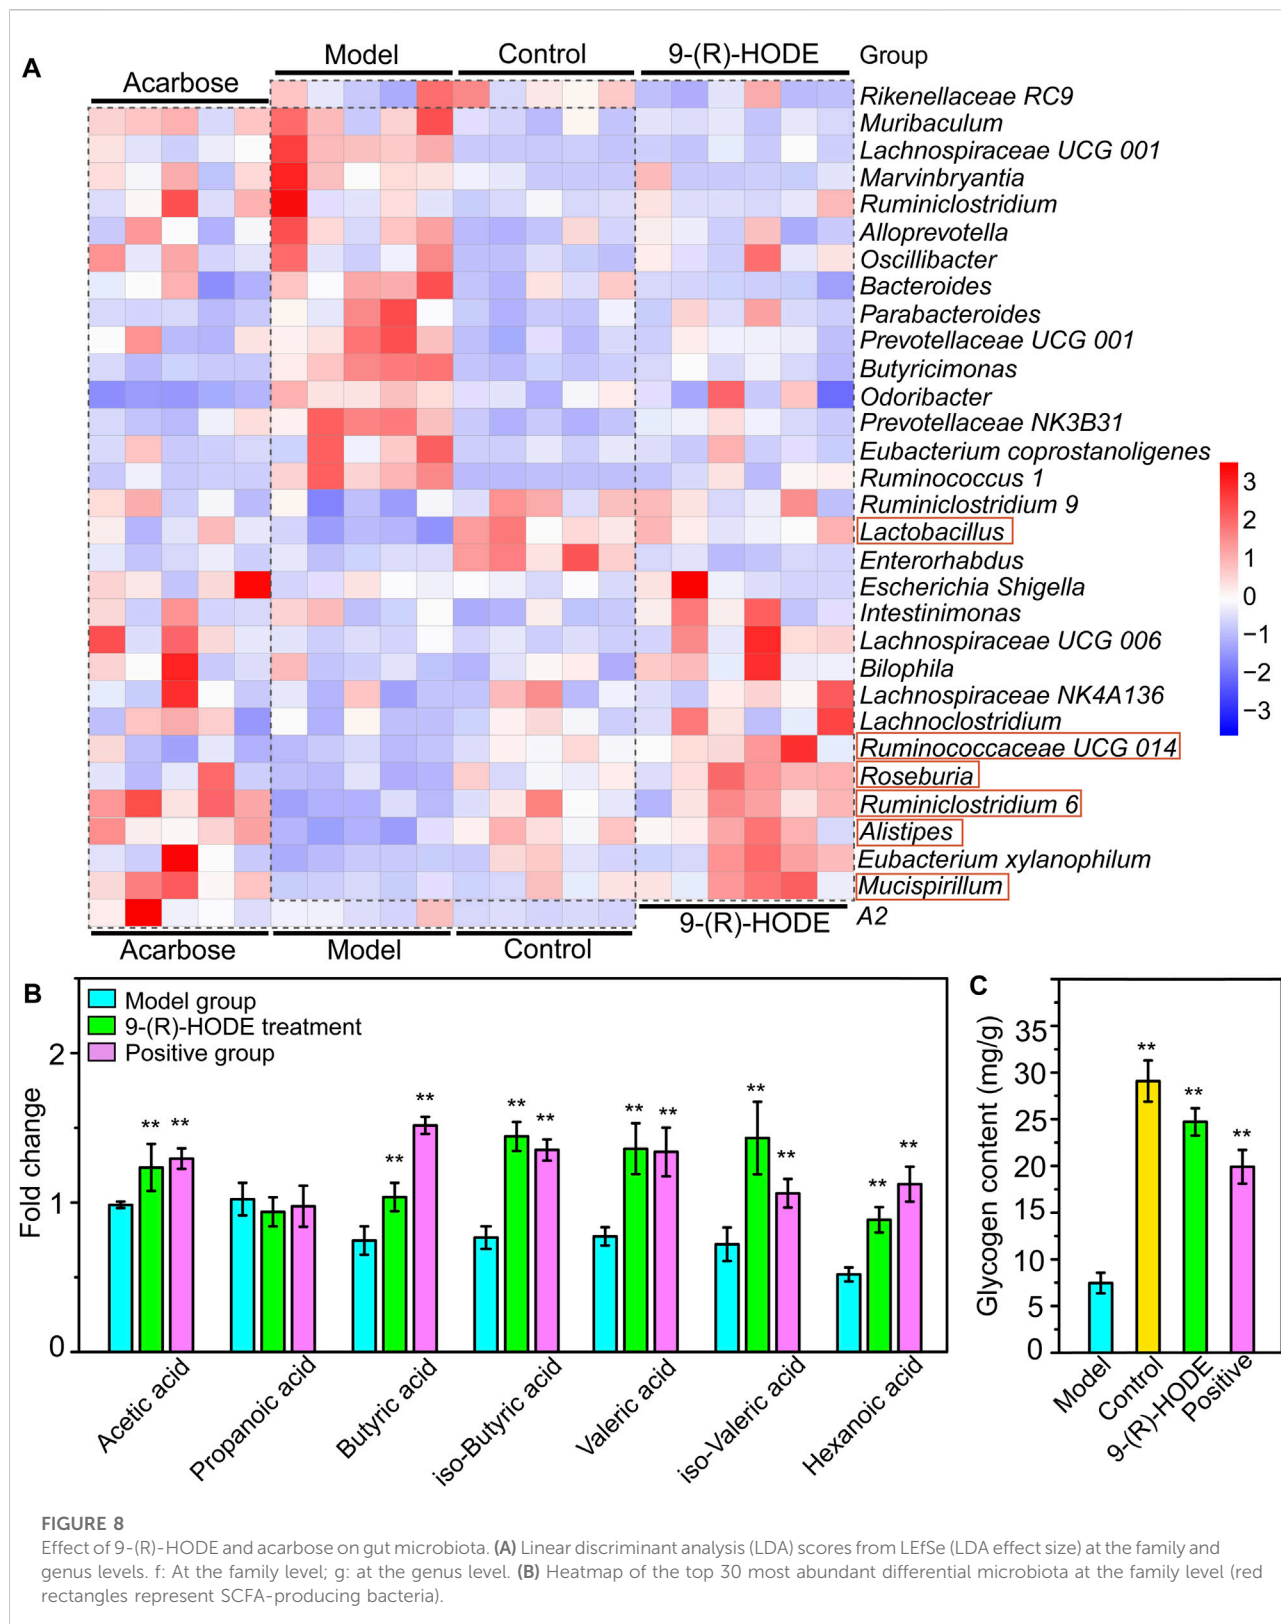 A
Acarbose
Model
Control
9-(R)-HODE
Group
Rikenellaceae RC9
Muribaculum
Lachnospiraceae UCG 001
Marvinbryantia
Ruminiclostridium
Alloprevotella
Oscillibacter
Bacteroides
Parabacteroides
Prevotellaceae UCG 001
Butyricimonas
Odoribacter
Prevotellaceae NK3B31
Eubacterium coprostanoligenes
Ruminococcus 1
Ruminiclostridium 9
Lactobacillus
Enterorhabdus
Escherichia Shigella
Intestinimonas
Lachnospiraceae UCG 006
Bilophila
Lachnospiraceae NK4A136
Lachnoclostridium
Ruminococcaceae UCG 014
Roseburia
Ruminiclostridium 6
Alistipes
Eubacterium xylanophilum
Mucispirillum
A2
3
2
1
0
−1
−2
−3
Acarbose
Model
Control
9-(R)-HODE
B
Model group
9-(R)-HODE treatment
Positive group
Fold change
2
1
0
** **
** **
** **
** **
** **
** **
Acetic acid
Propanoic acid
Butyric acid
iso-Butyric acid
Valeric acid
iso-Valeric acid
Hexanoic acid
C
Glycogen content (mg/g)
35
30
25
20
15
10
5
0
**
**
**
Model
Control
9-(R)-HODE
Positive
FIGURE 8
Effect of 9-(R)-HODE and acarbose on gut microbiota. (A) Linear discriminant analysis (LDA) scores from LEfSe (LDA effect size) at the family and
genus levels. f: At the family level; g: at the genus level. (B) Heatmap of the top 30 most abundant differential microbiota at the family level (red
rectangles represent SCFA-producing bacteria).